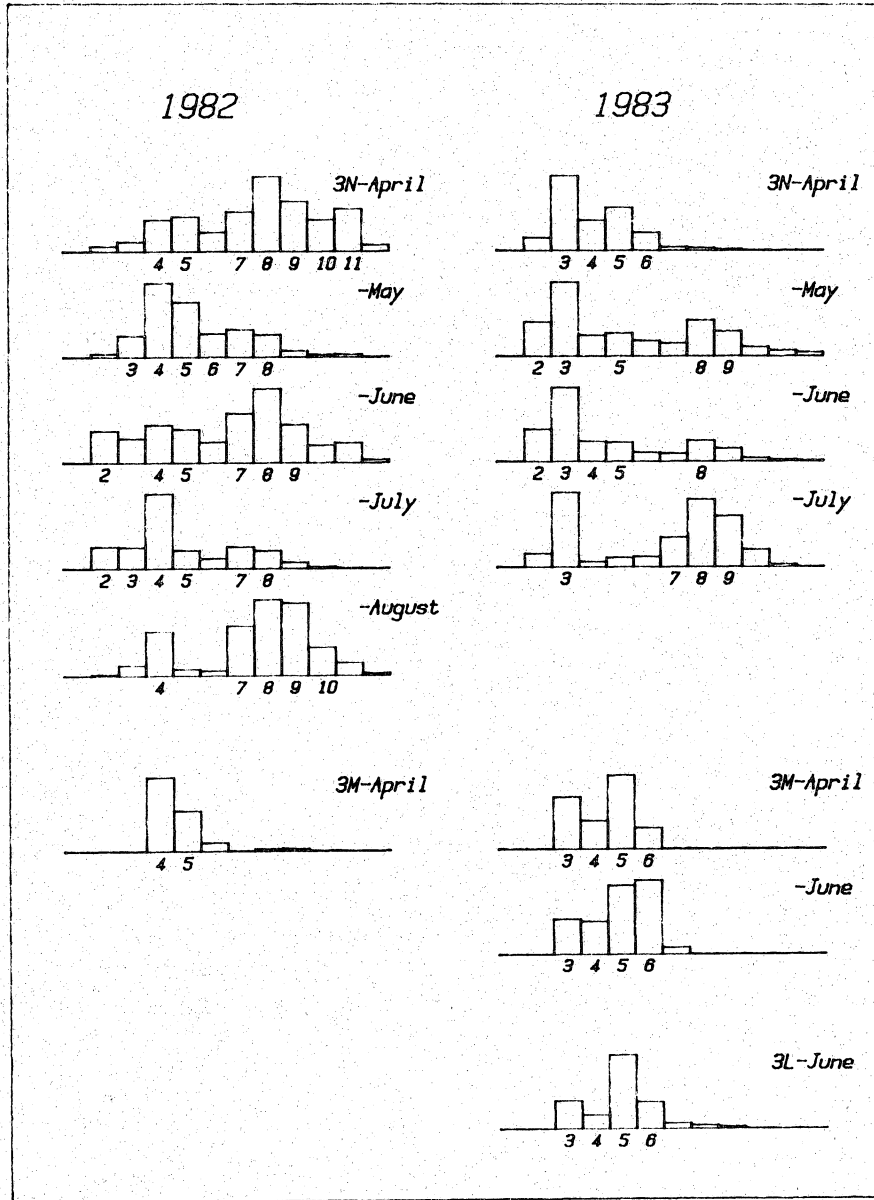 1982
3N-April
4 5 7 8 9 10 11
-May
3 4 5 6 7 8
-June
2 4 5 7 8 9
-July
2 3 4 5 7 8
-August
4 7 8 9 10
3M-April
4 5
1983
3N-April
3 4 5 6
-May
2 3 5 8 9
-June
2 3 4 5 8
-July
3 7 8 9
3M-April
3 4 5 6
-June
3 4 5 6
3L-June
3 4 5 6